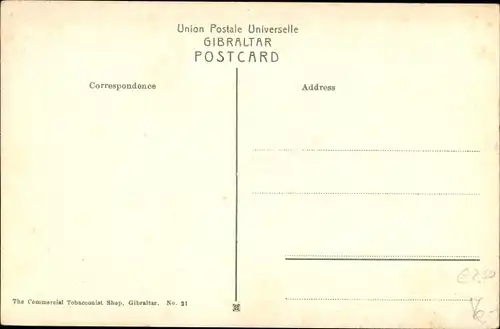 Union Postale Universelle
GIBRALTAR
POSTCARD
Correspondence
Address
The Commercial Tobacconist Shop, Gibraltar. No. 21